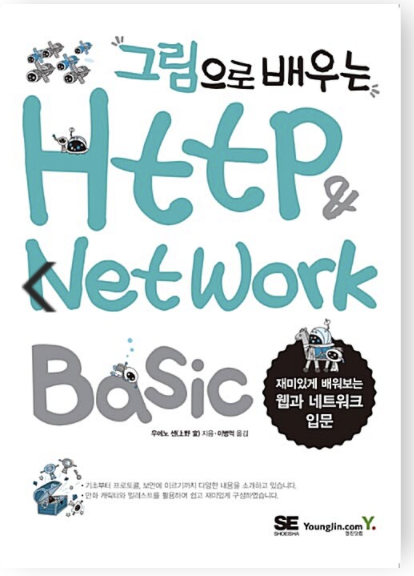 그림으로 배우는
Http &
Network
Basic
재미있게 배워보는
웹과 네트워크
입문
우에노 센(上野 宣) 지음 · 이병억 옮김
· 기초부터 프로토콜, 보안에 이르기까지 다양한 내용을 소개하고 있습니다.
· 만화 캐릭터와 일러스트를 활용하여 쉽고 재미있게 구성하였습니다.
SE
SHOEISHA
YoungJin.com Y.
영진닷컴